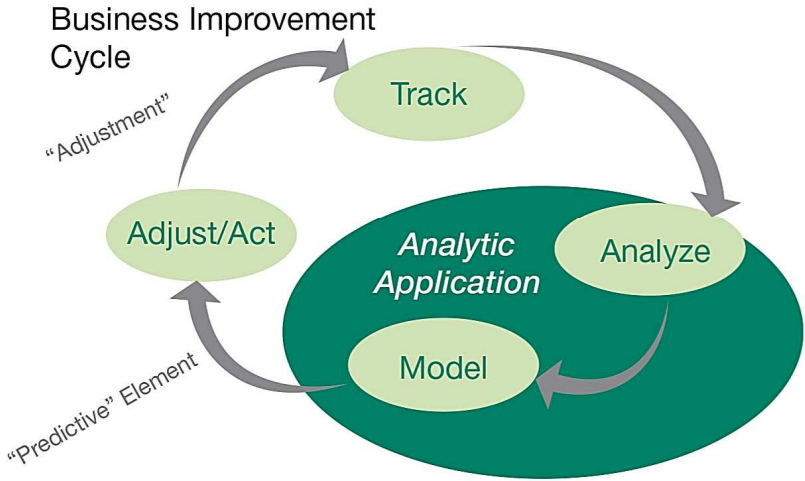 Business Improvement
Cycle
Track
"Adjustment"
Adjust/Act
Analytic
Application
Analyze
Model
"Predictive" Element